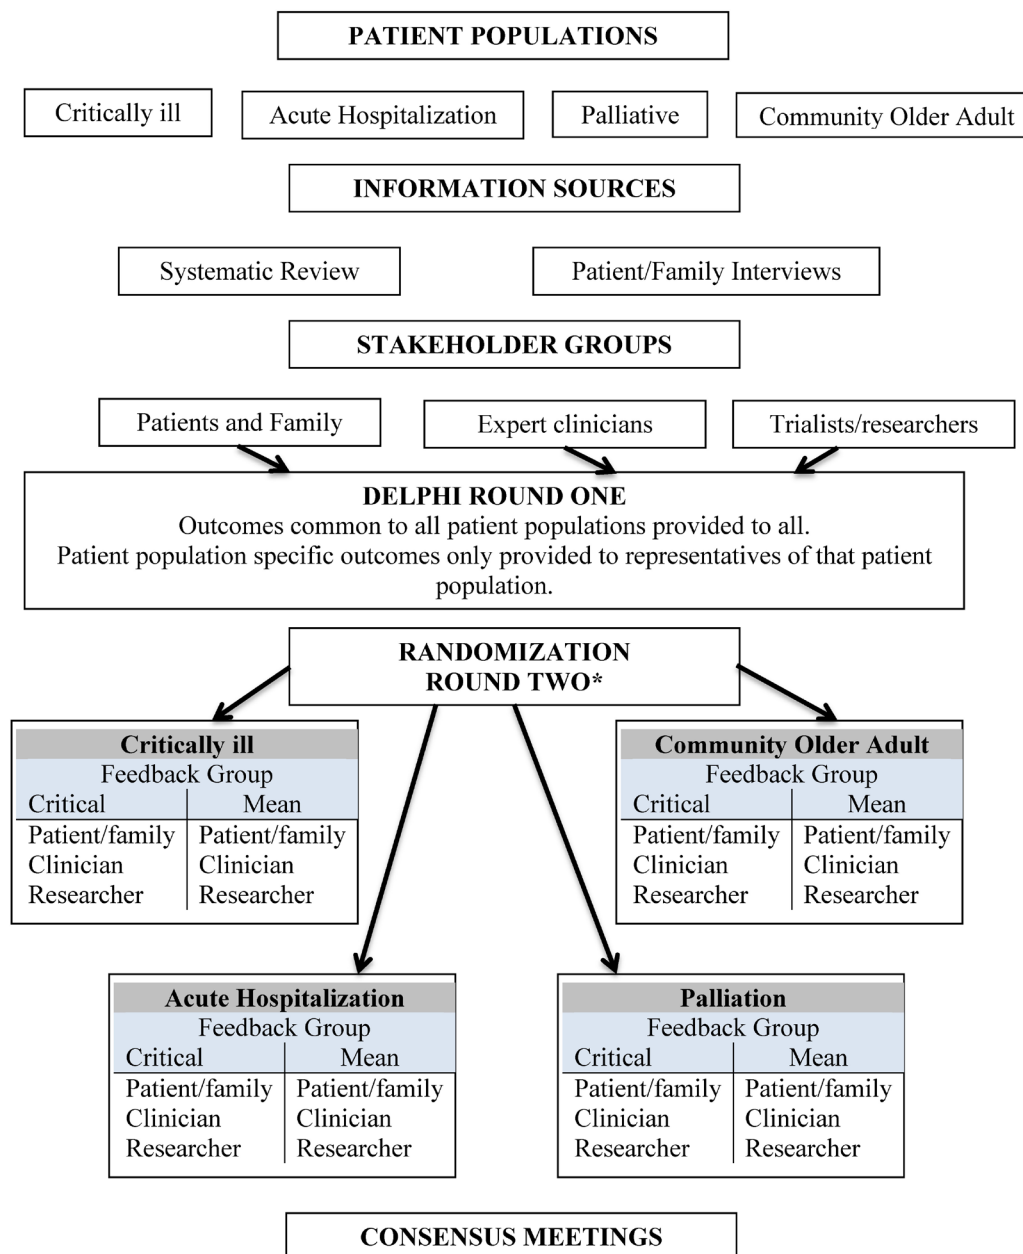 PATIENT POPULATIONS
Critically ill
Acute Hospitalization
Palliative
Community Older Adult
INFORMATION SOURCES
Systematic Review
Patient/Family Interviews
STAKEHOLDER GROUPS
Patients and Family
Expert clinicians
Trialists/researchers
DELPHI ROUND ONE
Outcomes common to all patient populations provided to all.
Patient population specific outcomes only provided to representatives of that patient
population.
RANDOMIZATION
ROUND TWO*
Critically ill
Feedback Group
Critical Mean
Patient/family Patient/family
Clinician Clinician
Researcher Researcher
Community Older Adult
Feedback Group
Critical Mean
Patient/family Patient/family
Clinician Clinician
Researcher Researcher
Acute Hospitalization
Feedback Group
Critical Mean
Patient/family Patient/family
Clinician Clinician
Researcher Researcher
Palliation
Feedback Group
Critical Mean
Patient/family Patient/family
Clinician Clinician
Researcher Researcher
CONSENSUS MEETINGS